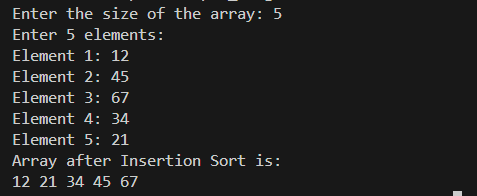 Enter the size of the array: 5
Enter 5 elements:
Element 1: 12
Element 2: 45
Element 3: 67
Element 4: 34
Element 5: 21
Array after Insertion Sort is:
12 21 34 45 67